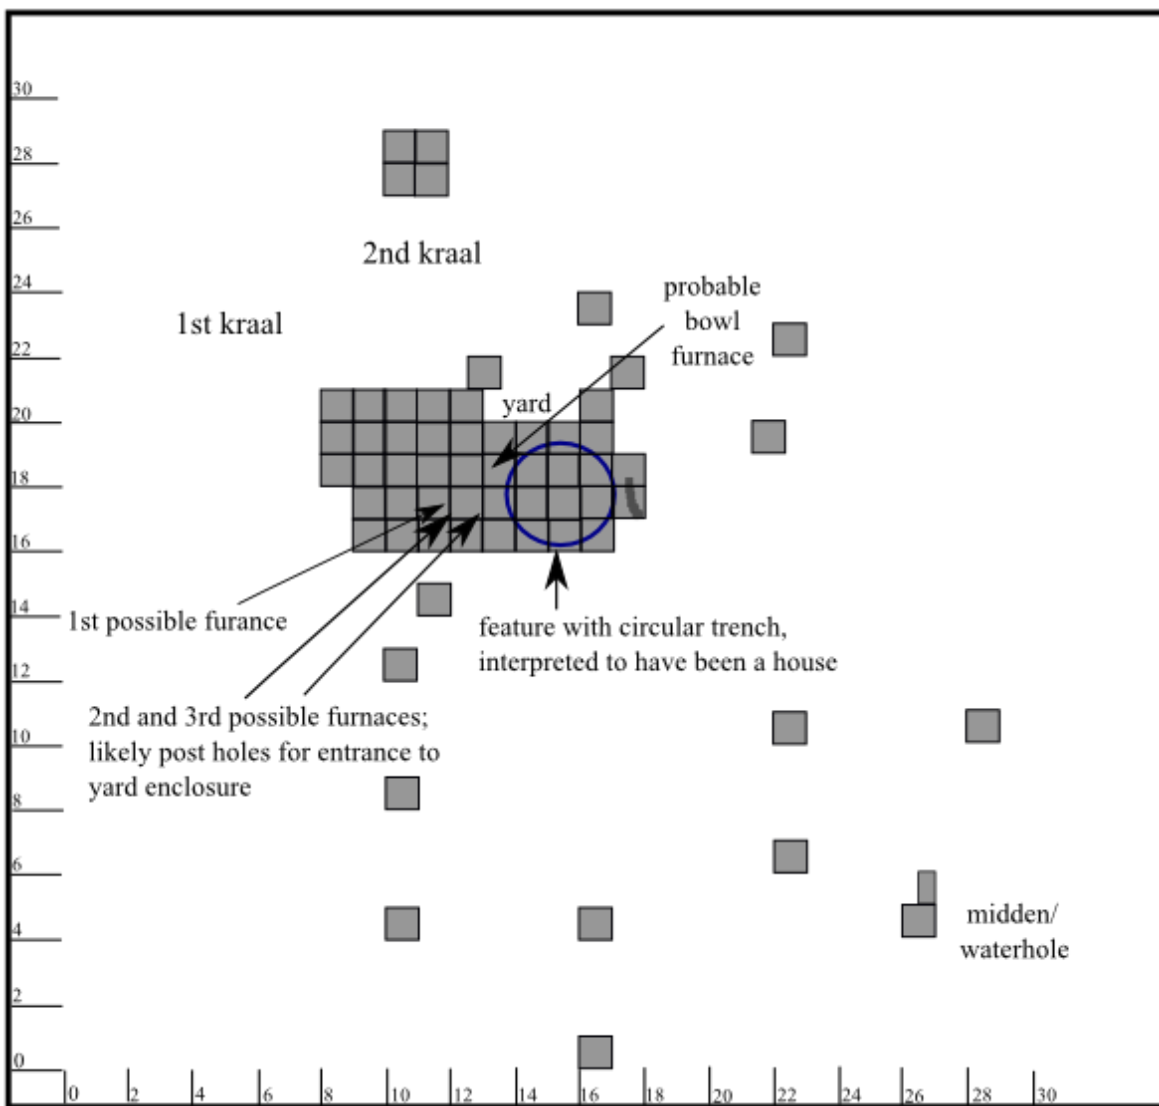 30
28
26
2nd kraal
24
probable
bowl
furnace
1st kraal
22
yard
20
18
16
14
1st possible furance
feature with circular trench,
interpreted to have been a house
12
2nd and 3rd possible furnaces;
likely post holes for entrance to
yard enclosure
10
8
6
4
midden/
waterhole
2
0
0 2 4 6 8 10 12 14 16 18 20 22 24 26 28 30